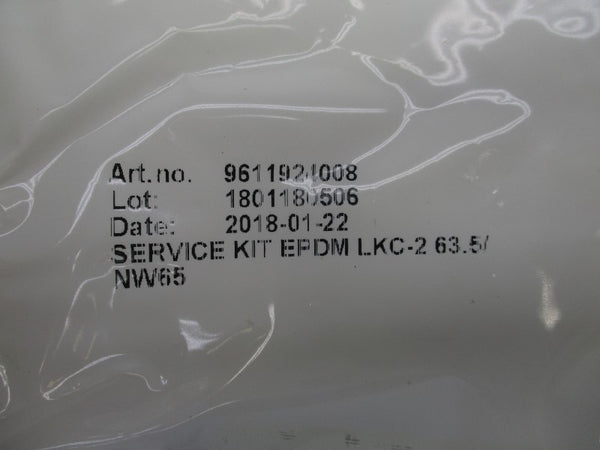 Art.no. 9611924008
Lot: 1801180506
Date: 2018-01-22
SERVICE KIT EPDM LKC-2 63.5/
NW65